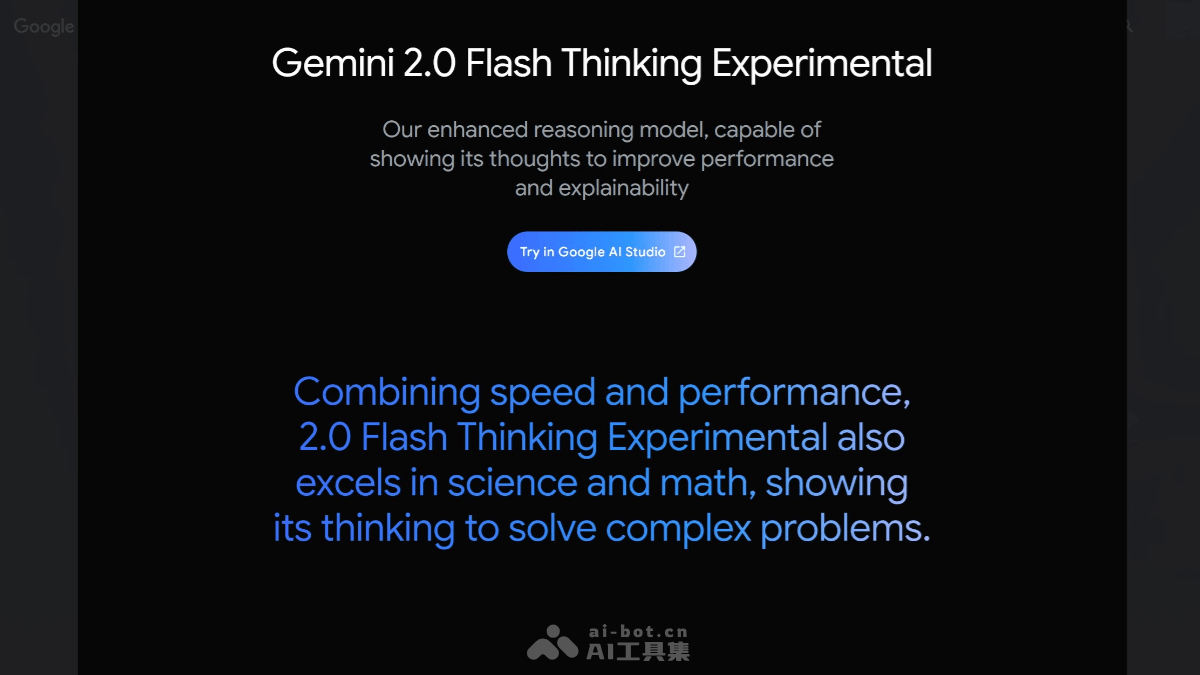 Google
Gemini 2.0 Flash Thinking Experimental
Our enhanced reasoning model, capable of
showing its thoughts to improve performance
and explainability
Try in Google AI Studio
Combining speed and performance,
2.0 Flash Thinking Experimental also
excels in science and math, showing
its thinking to solve complex problems.
ai-bot.cn
AI工具集